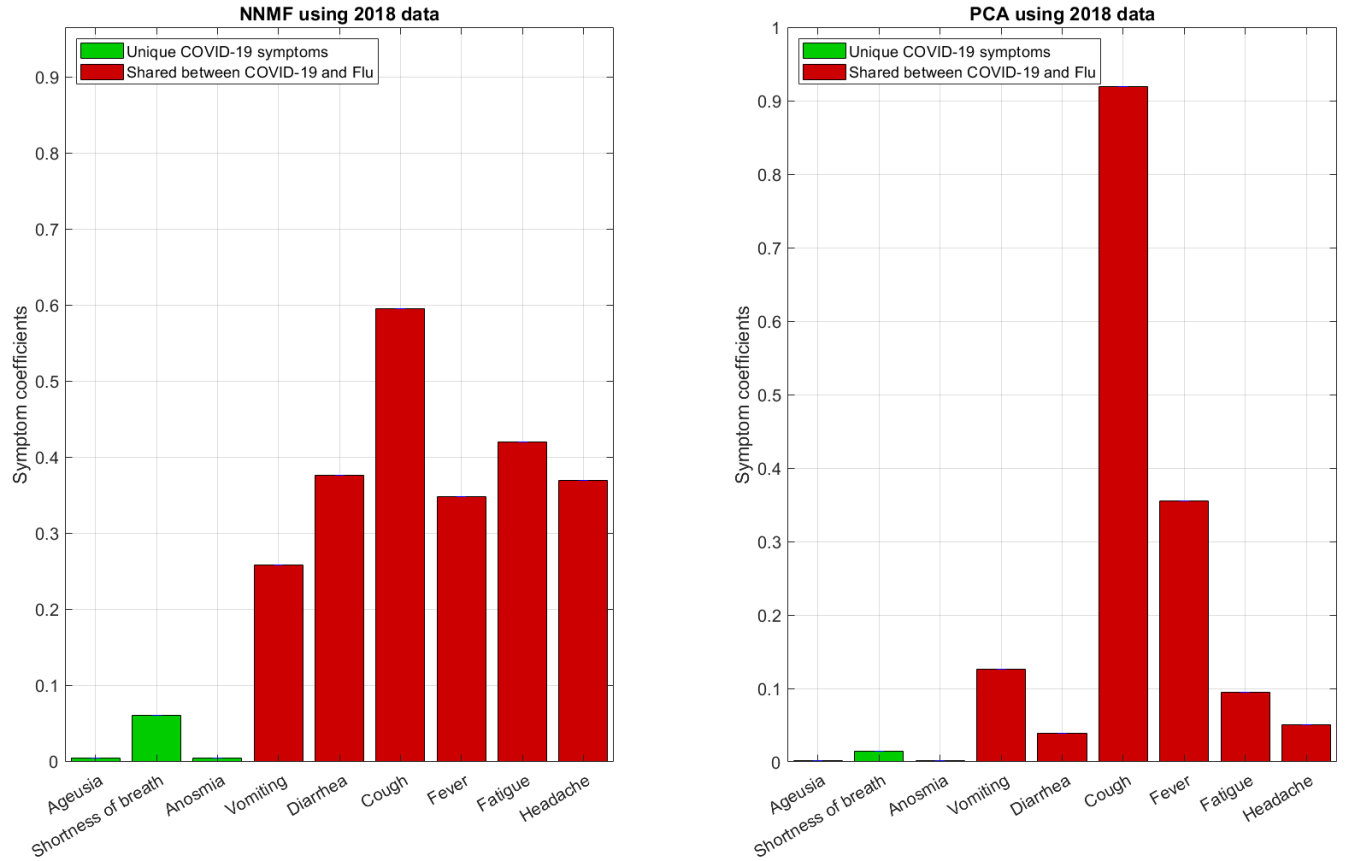 NNMF using 2018 data
Unique COVID-19 symptoms
Shared between COVID-19 and Flu
Symptom coefficients
0.9
0.8
0.7
0.6
0.5
0.4
0.3
0.2
0.1
0
Ageusia
Shortness of breath
Anosmia
Vomiting
Diarrhea
Cough
Fever
Fatigue
Headache
PCA using 2018 data
Unique COVID-19 symptoms
Shared between COVID-19 and Flu
Symptom coefficients
1
0.9
0.8
0.7
0.6
0.5
0.4
0.3
0.2
0.1
0
Ageusia
Shortness of breath
Anosmia
Vomiting
Diarrhea
Cough
Fever
Fatigue
Headache